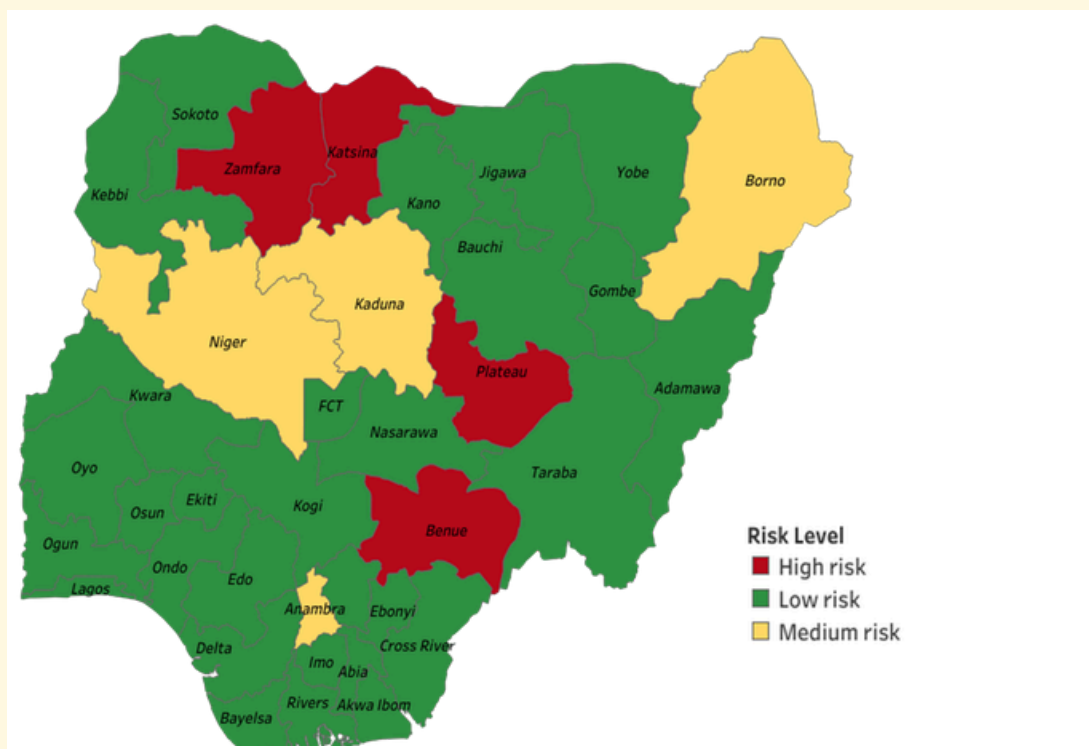 Sokoto
Zamfara
Katsina
Kebbi
Kano
Jigawa
Yobe
Borno
Bauchi
Gombe
Kaduna
Niger
Plateau
Adamawa
Kwara
FCT
Nasarawa
Taraba
Oyo
Osun
Ekiti
Kogi
Benue
Ogun
Ondo
Edo
Lagos
Anambra
Ebonyi
Delta
Cross River
Imo
Abia
Bayelsa
Rivers
Akwa Ibom
Risk Level
High risk
Low risk
Medium risk